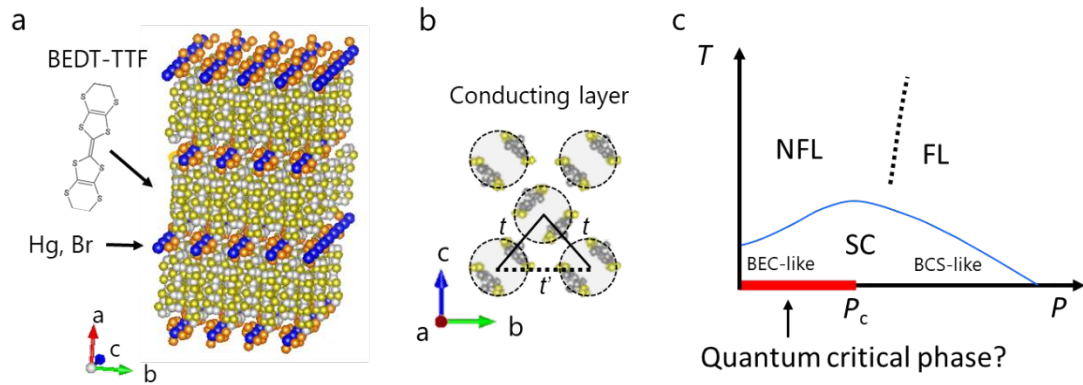 a
BEDT-TTF
S S
S S
S S
S S
Hg, Br
a
c
b
b
Conducting layer
t
t
t'
c
a
b
c
T
NFL
FL
SC
BEC-like
BCS-like
Pc
P
Quantum critical phase?